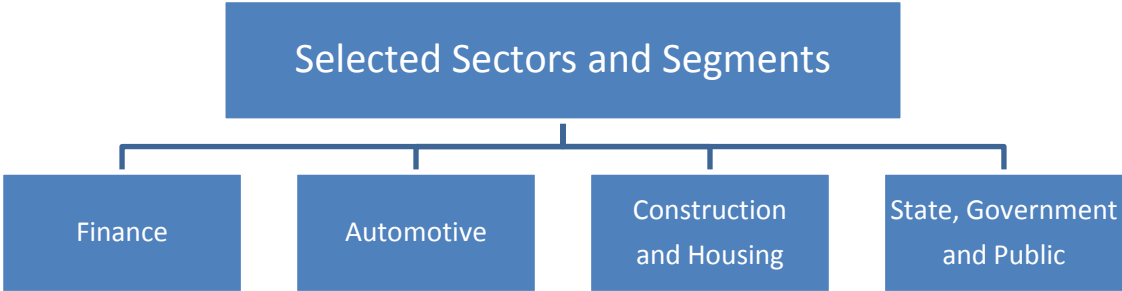 Selected Sectors and Segments
Finance
Automotive
Construction
and Housing
State, Government
and Public